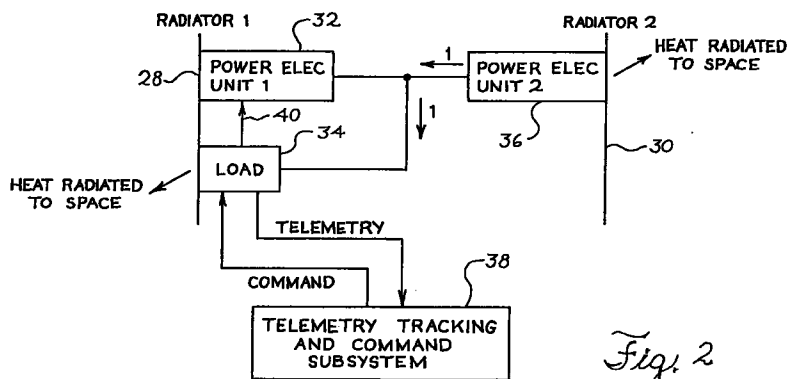 RADIATOR 1
32
RADIATOR 2
28
POWER ELEC
UNIT 1
1
POWER ELEC
UNIT 2
HEAT RADIATED
TO SPACE
40
34
1
36
30
LOAD
HEAT RADIATED
TO SPACE
TELEMETRY
COMMAND
38
TELEMETRY TRACKING
AND COMMAND
SUBSYSTEM
Fig. 2